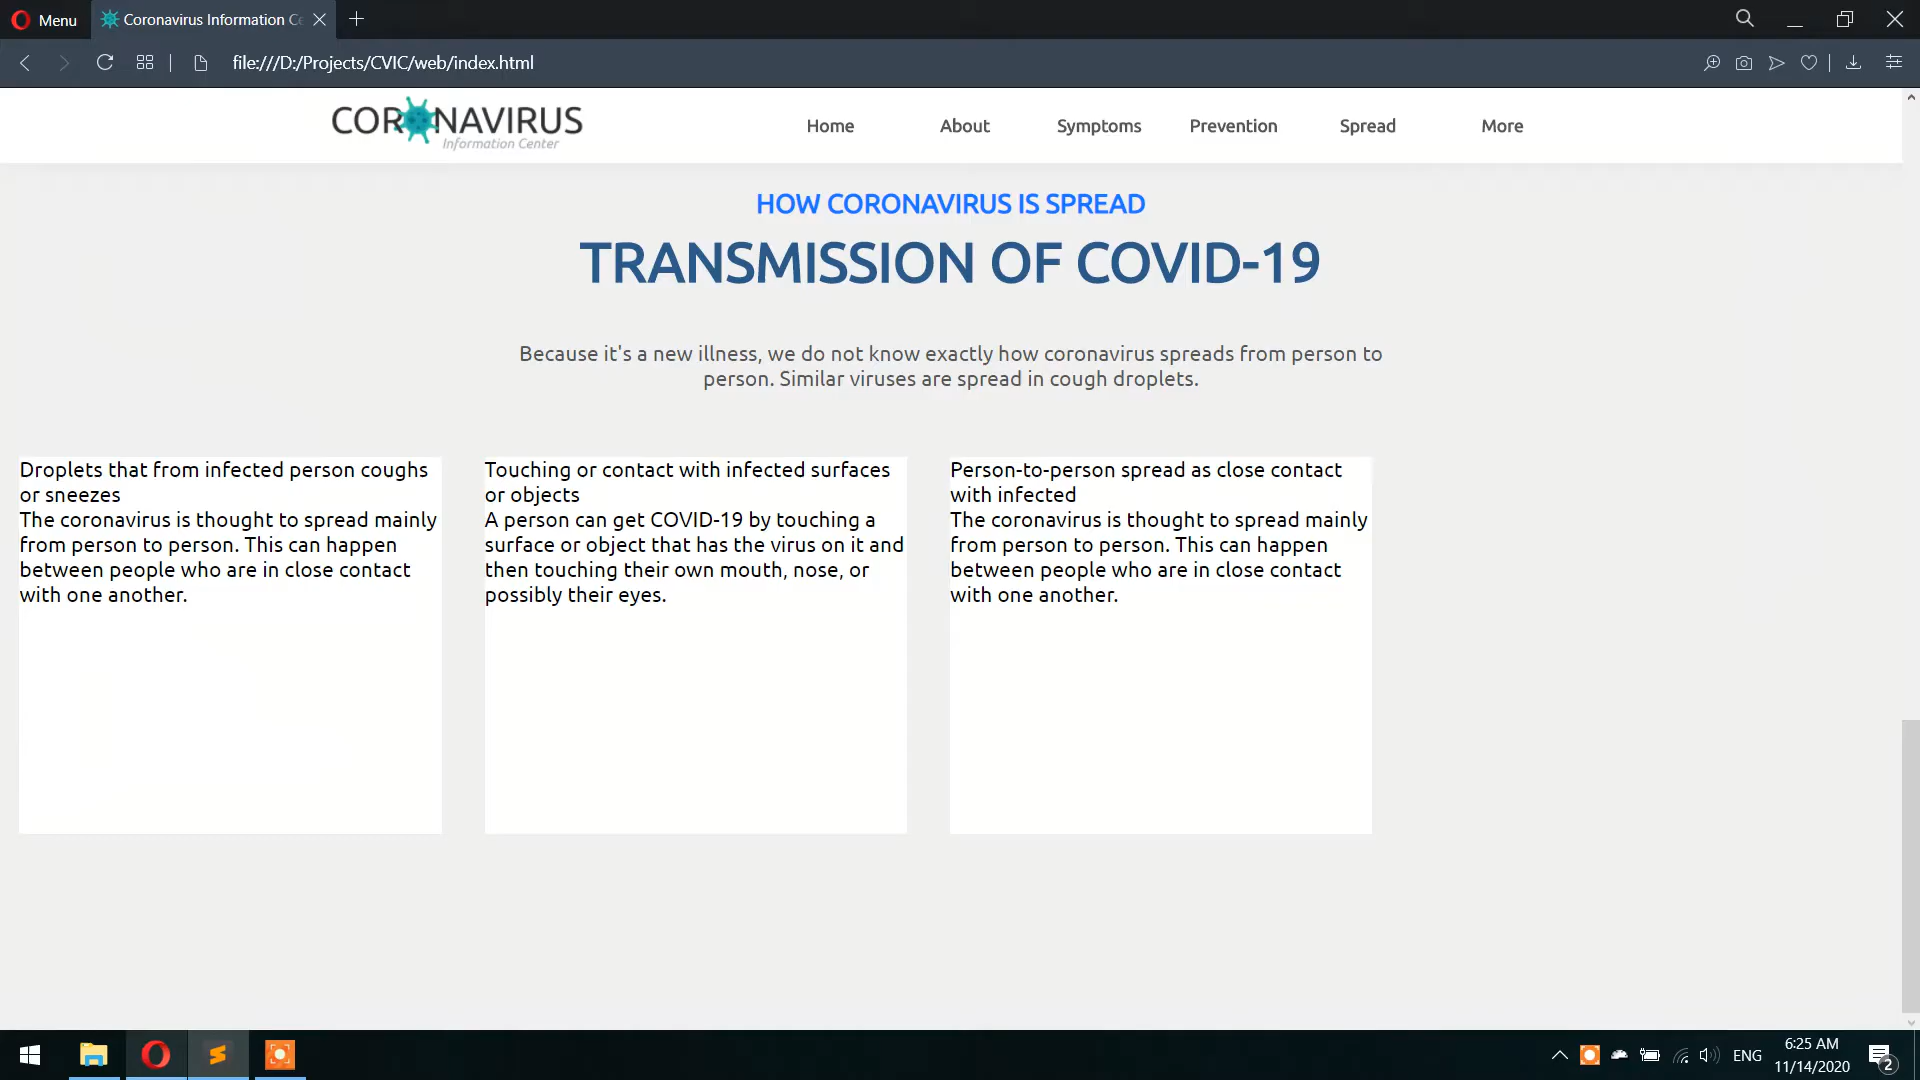 Menu
Coronavirus Information Ce
file:///D:/Projects/CVIC/web/index.html
CORONAVIRUS
Information Center
Home
About
Symptoms
Prevention
Spread
More
HOW CORONAVIRUS IS SPREAD
TRANSMISSION OF COVID-19
Because it's a new illness, we do not know exactly how coronavirus spreads from person to
person. Similar viruses are spread in cough droplets.
Droplets that from infected person coughs
or sneezes
The coronavirus is thought to spread mainly
from person to person. This can happen
between people who are in close contact
with one another.
Touching or contact with infected surfaces
or objects
A person can get COVID-19 by touching a
surface or object that has the virus on it and
then touching their own mouth, nose, or
possibly their eyes.
Person-to-person spread as close contact
with infected
The coronavirus is thought to spread mainly
from person to person. This can happen
between people who are in close contact
with one another.
ENG
6:25 AM
11/14/2020
2